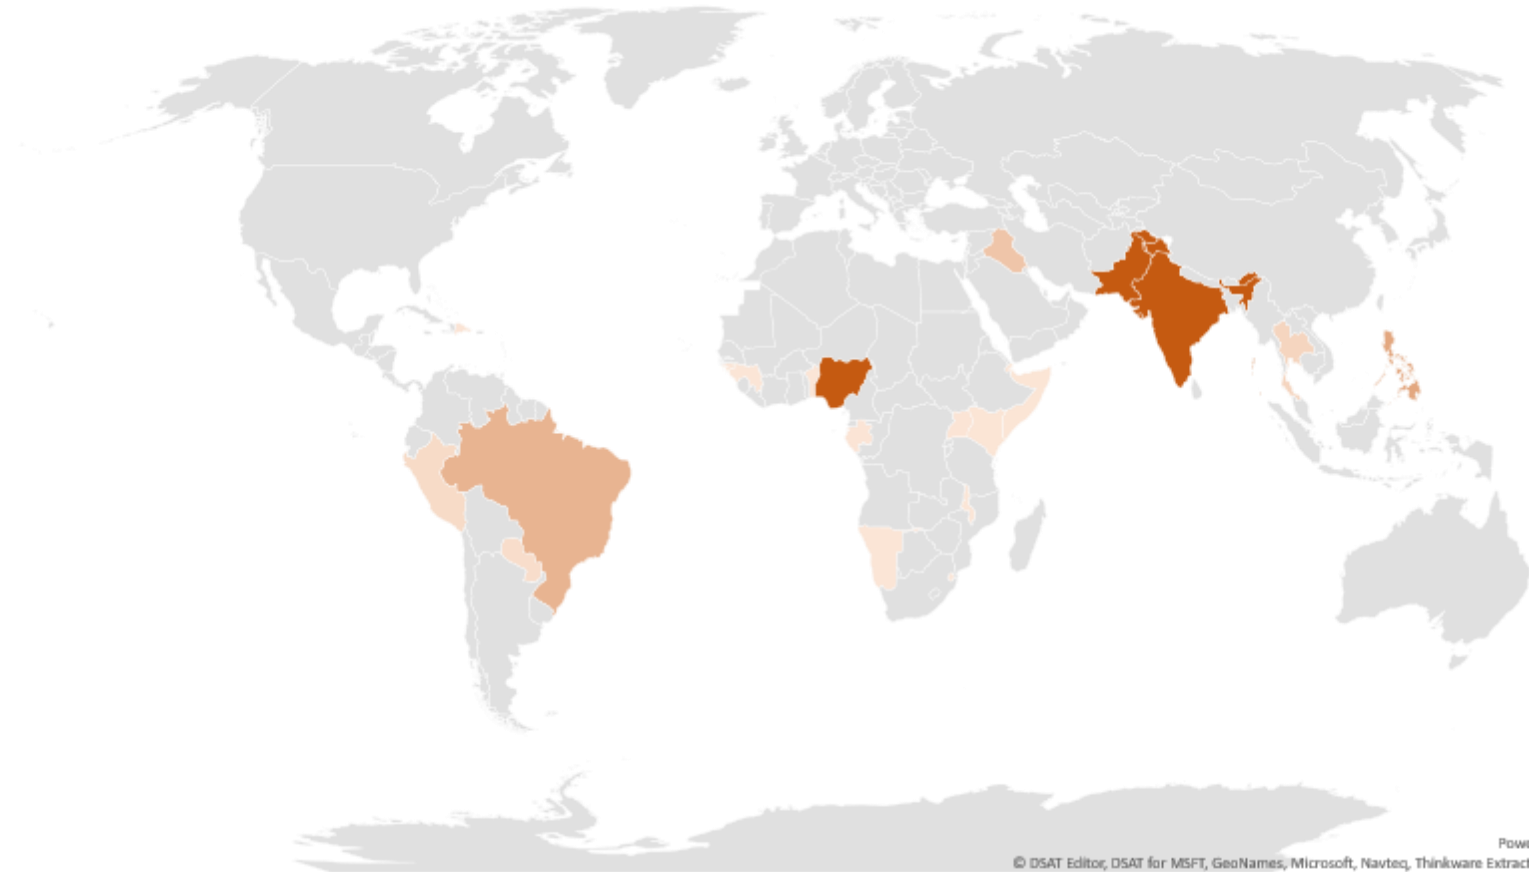 Powe
© DSAT Editor, DSAT for MSFT, GeoNames, Microsoft, Navteq, Thinkware Extract